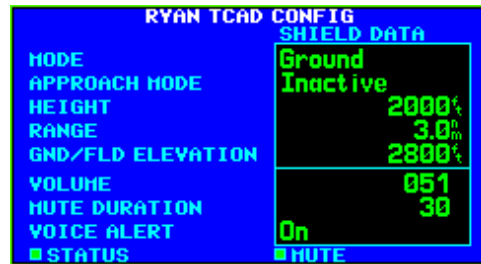 RYAN TCAD CONFIG
SHIELD DATA
MODE Ground
APPROACH MODE Inactive
HEIGHT 2000ft
RANGE 3.0nm
GND/FLD ELEVATION 2800ft
VOLUME 051
MUTE DURATION 30
VOICE ALERT On
STATUS MUTE